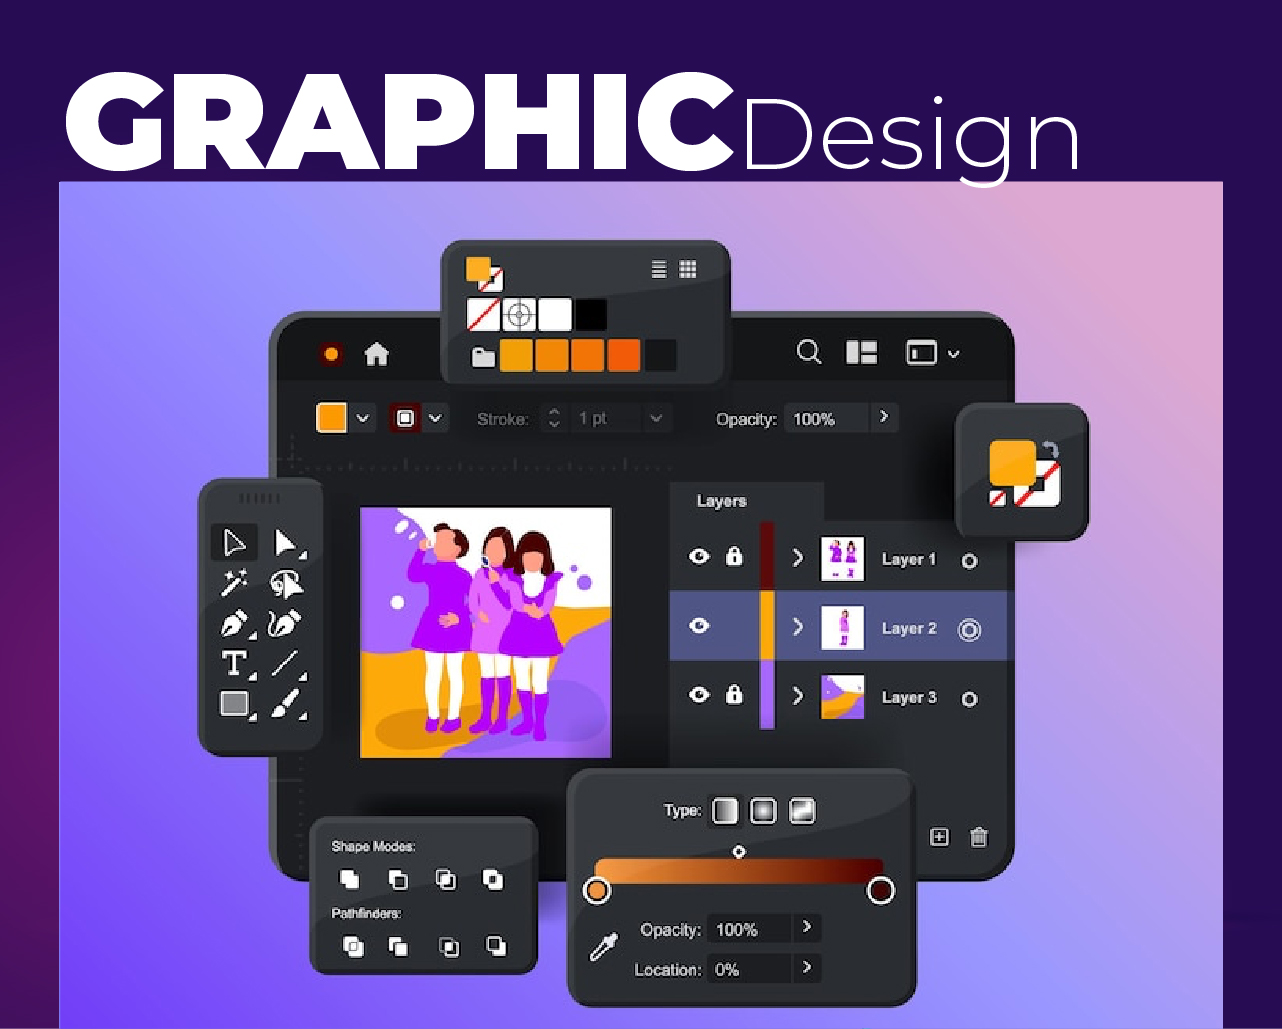 GRAPHIC Design
Stroke: 1 pt
Opacity: 100%
Layers
Layer 1
Layer 2
Layer 3
T
Type:
Shape Modes:
Pathfinders:
Opacity: 100%
Location: 0%